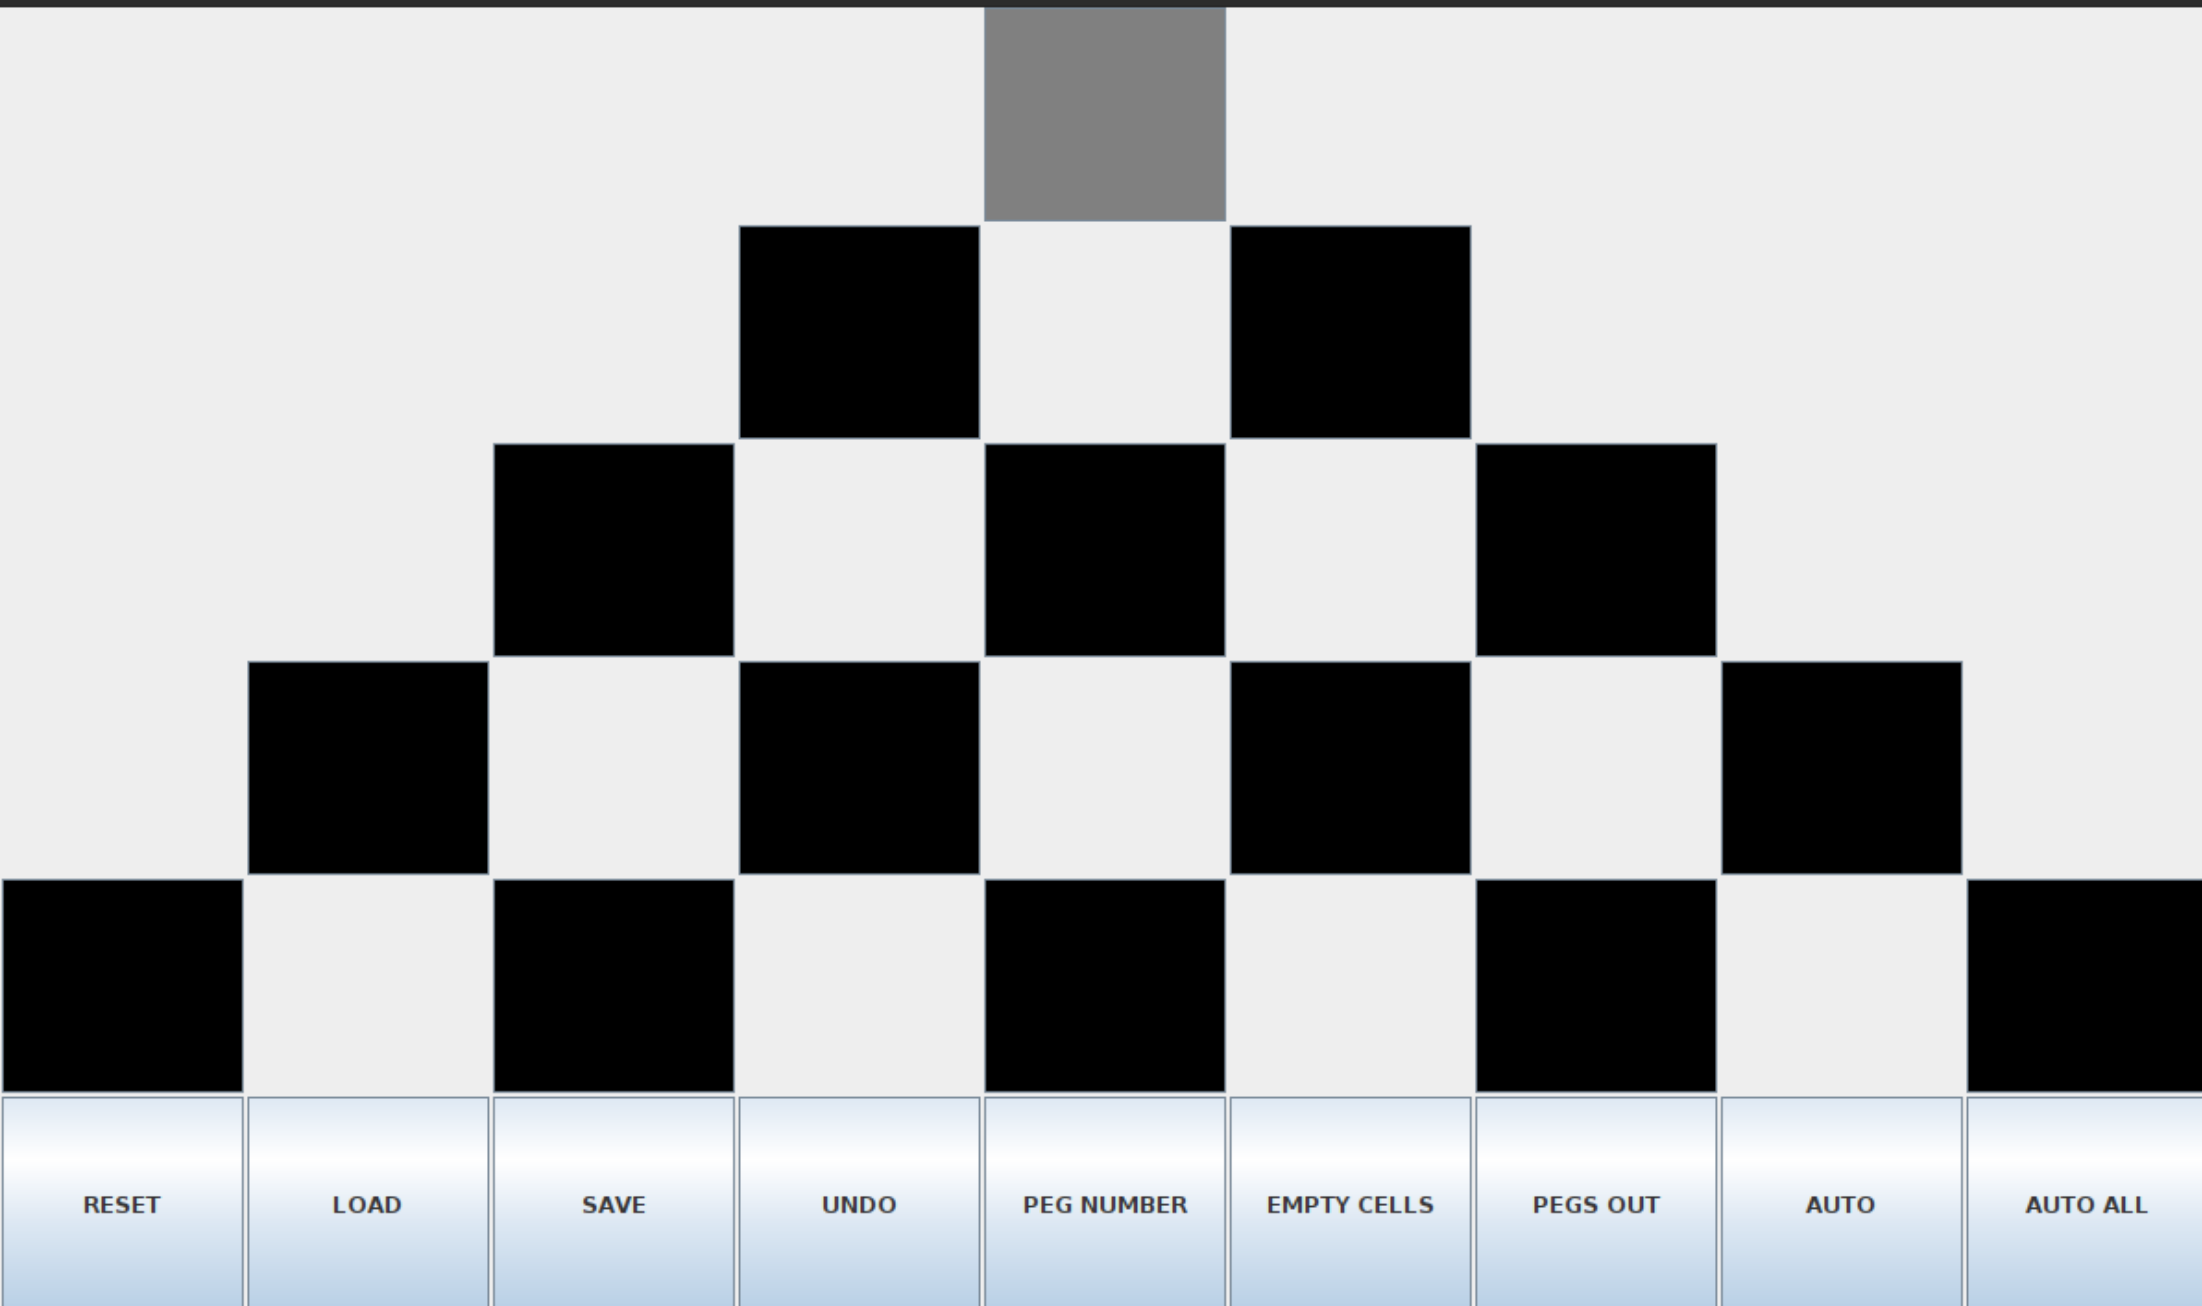 RESET
LOAD
SAVE
UNDO
PEG NUMBER
EMPTY CELLS
PEGS OUT
AUTO
AUTO ALL